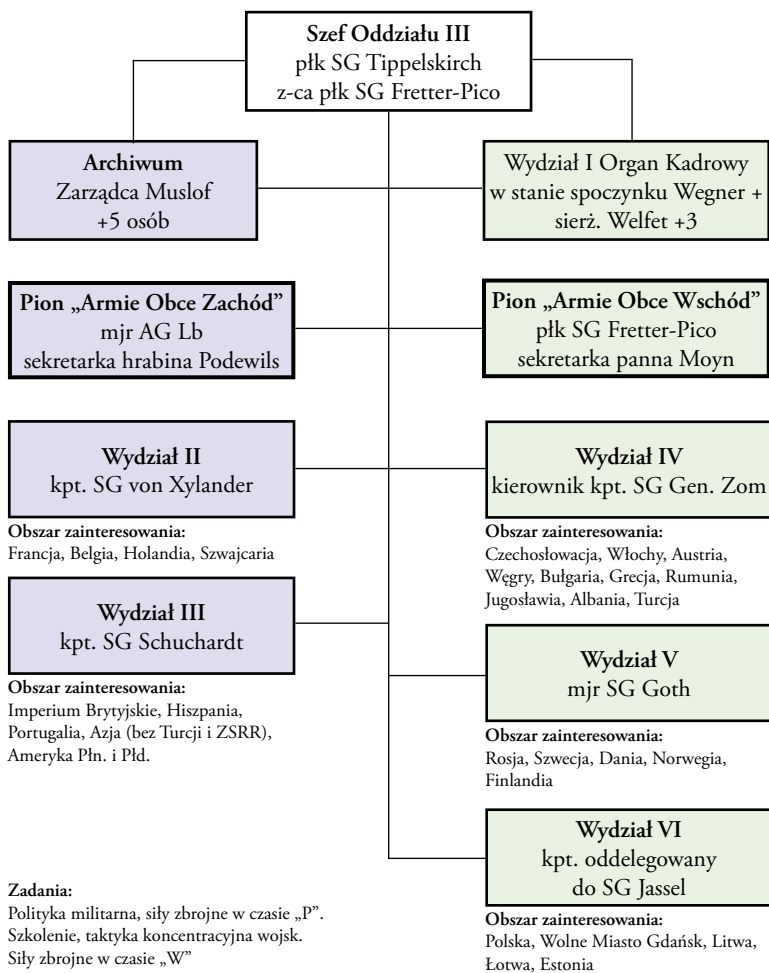 Szef Oddziału III
płk SG Tippelskirch
z-ca płk SG Fretter-Pico
Archiwum
Zarządca Muslof
+5 osób
Wydział I Organ Kadrowy
w stanie spoczynku Wegner +
sierż. Welfet +3
Pion „Armie Obce Zachód”
mjr AG Lb
sekretarka hrabina Podewils
Pion „Armie Obce Wschód”
płk SG Fretter-Pico
sekretarka panna Moyn
Wydział II
kpt. SG von Xylander
Obszar zainteresowania:
Francja, Belgia, Holandia, Szwajcaria
Wydział IV
kierownik kpt. SG Gen. Zom
Obszar zainteresowania:
Czechosłowacja, Włochy, Austria,
Węgry, Bułgaria, Grecja, Rumunia,
Jugosławia, Albania, Turcja
Wydział III
kpt. SG Schuchardt
Obszar zainteresowania:
Imperium Brytyjskie, Hiszpania,
Portugalia, Azja (bez Turcji i ZSRR),
Ameryka Płn. i Płd.
Wydział V
mjr SG Goth
Obszar zainteresowania:
Rosja, Szwecja, Dania, Norwegia,
Finlandia
Wydział VI
kpt. oddelegowany
do SG Jassel
Obszar zainteresowania:
Polska, Wolne Miasto Gdańsk, Litwa,
Łotwa, Estonia
Zadania:
Polityka militarna, siły zbrojne w czasie „P”.
Szkolenie, taktyka koncentracyjna wojsk.
Siły zbrojne w czasie „W”